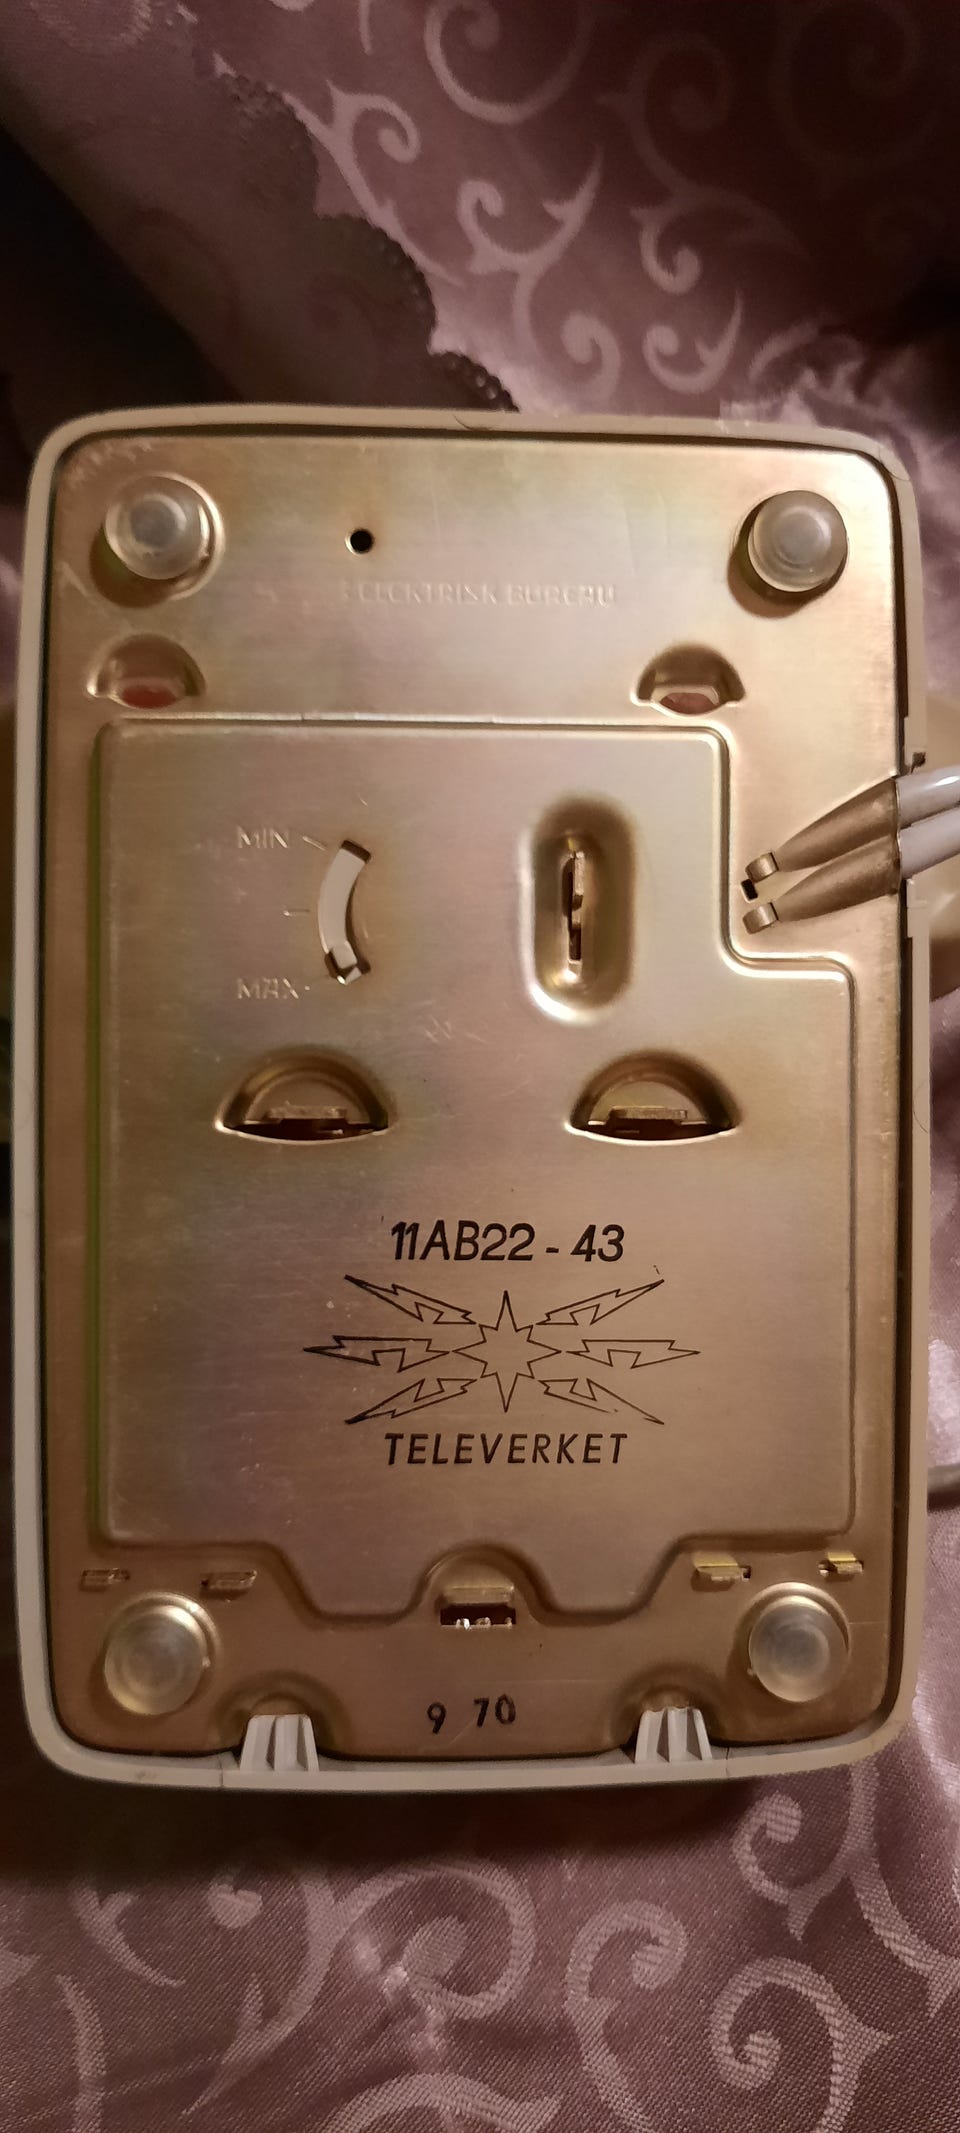 ELEKTRISK BUREAU
MIN
MAX
11AB22 - 43
TELEVERKET
9 70